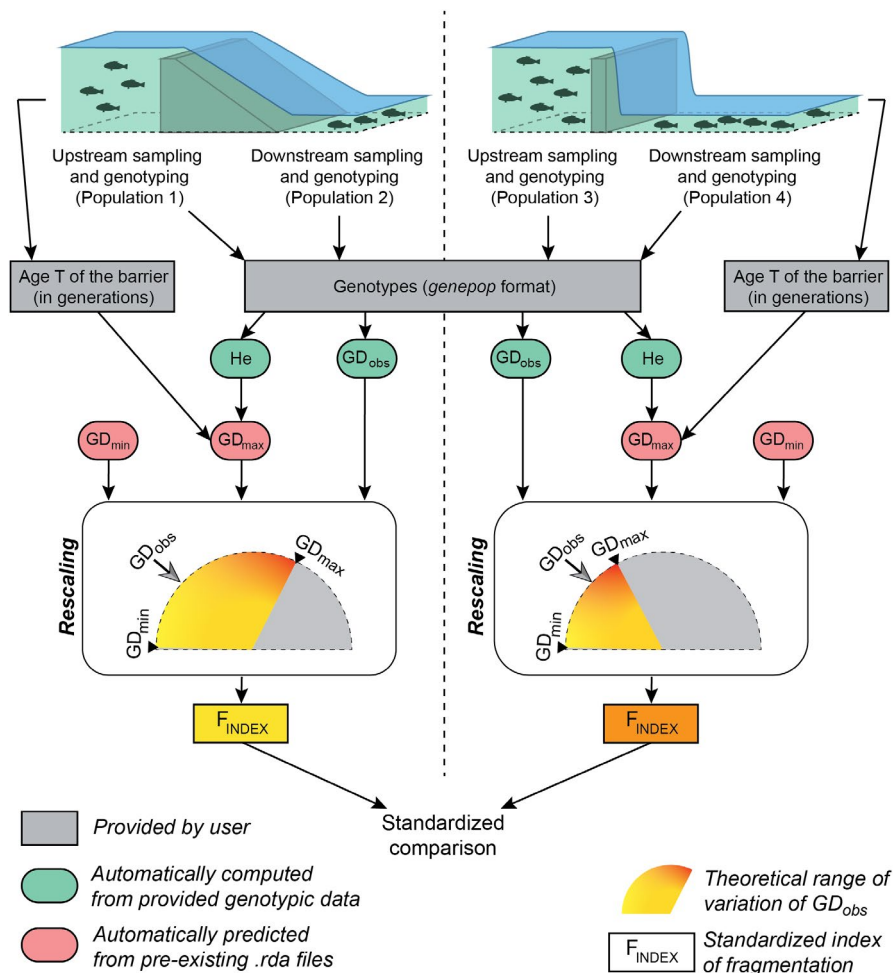 Upstream sampling
and genotyping
(Population 1)
Downstream sampling
and genotyping
(Population 2)
Upstream sampling
and genotyping
(Population 3)
Downstream sampling
and genotyping
(Population 4)
Age T of the barrier
(in generations)
Genotypes (genepop format)
Age T of the barrier
(in generations)
He
GDobs
GDobs
He
GDmin
GDmax
GDmax
GDmin
Rescaling
GDobs
GDmax
GDmin
Rescaling
GDobs
GDmax
GDmin
FINDEX
FINDEX
Standardized
comparison
Provided by user
Automatically computed
from provided genotypic data
Automatically predicted
from pre-existing .rda files
Theoretical range of
variation of GDobs
FINDEX
Standardized index
of fragmentation